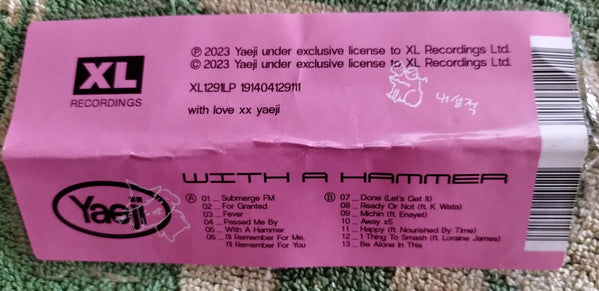 XL
RECORDINGS
℗ 2023 Yaeji under exclusive license to XL Recordings Ltd.
© 2023 Yaeji under exclusive license to XL Recordings Ltd.
XL1291LP 191404129111
with love xx yaeji
WITH A HAMMER
Yaeji
A 01 _ Submerge FM
02 _ For Granted
03 _ Fever
04 _ Passed Me By
05 _ With A Hammer
06 _ I'll Remember For Me,
I'll Remember For You
B 07 _ Done (Let's Get It)
08 _ Ready Or Not (ft. K Wata)
09 _ Michin (ft. Enayet)
10 _ Away x5
11 _ Happy (ft. Nourished By Time)
12 _ 1 Thing To Smash (ft. Loraine James)
13 _ Be Alone In This